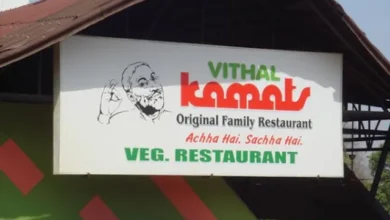 VITHAL
Kamats
Original Family Restaurant
Achha Hai. Sachha Hai.
VEG. RESTAURANT